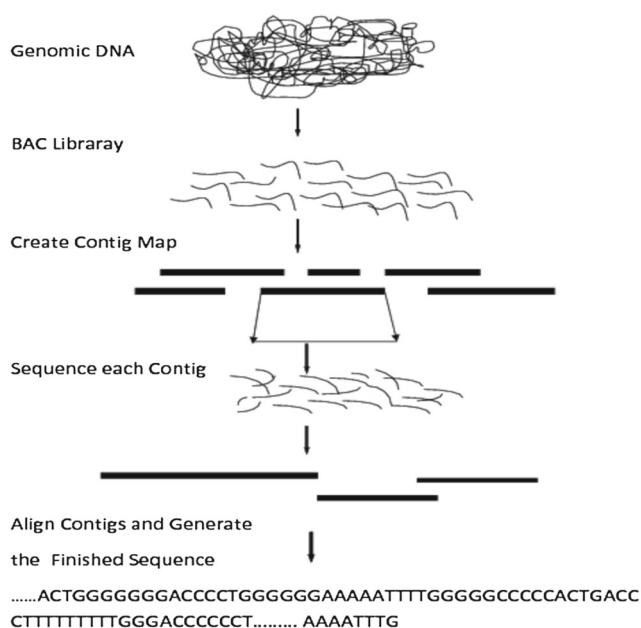 Genomic DNA
BAC Libraray
Create Contig Map
Sequence each Contig
Align Contigs and Generate
the Finished Sequence
......ACTGGGGGGGACCCCTGGGGGGAAAAATTTTGGGGGCCCCCACTGACC
CTTTTTTTTTGGGACCCCCCT......... AAAATTTG